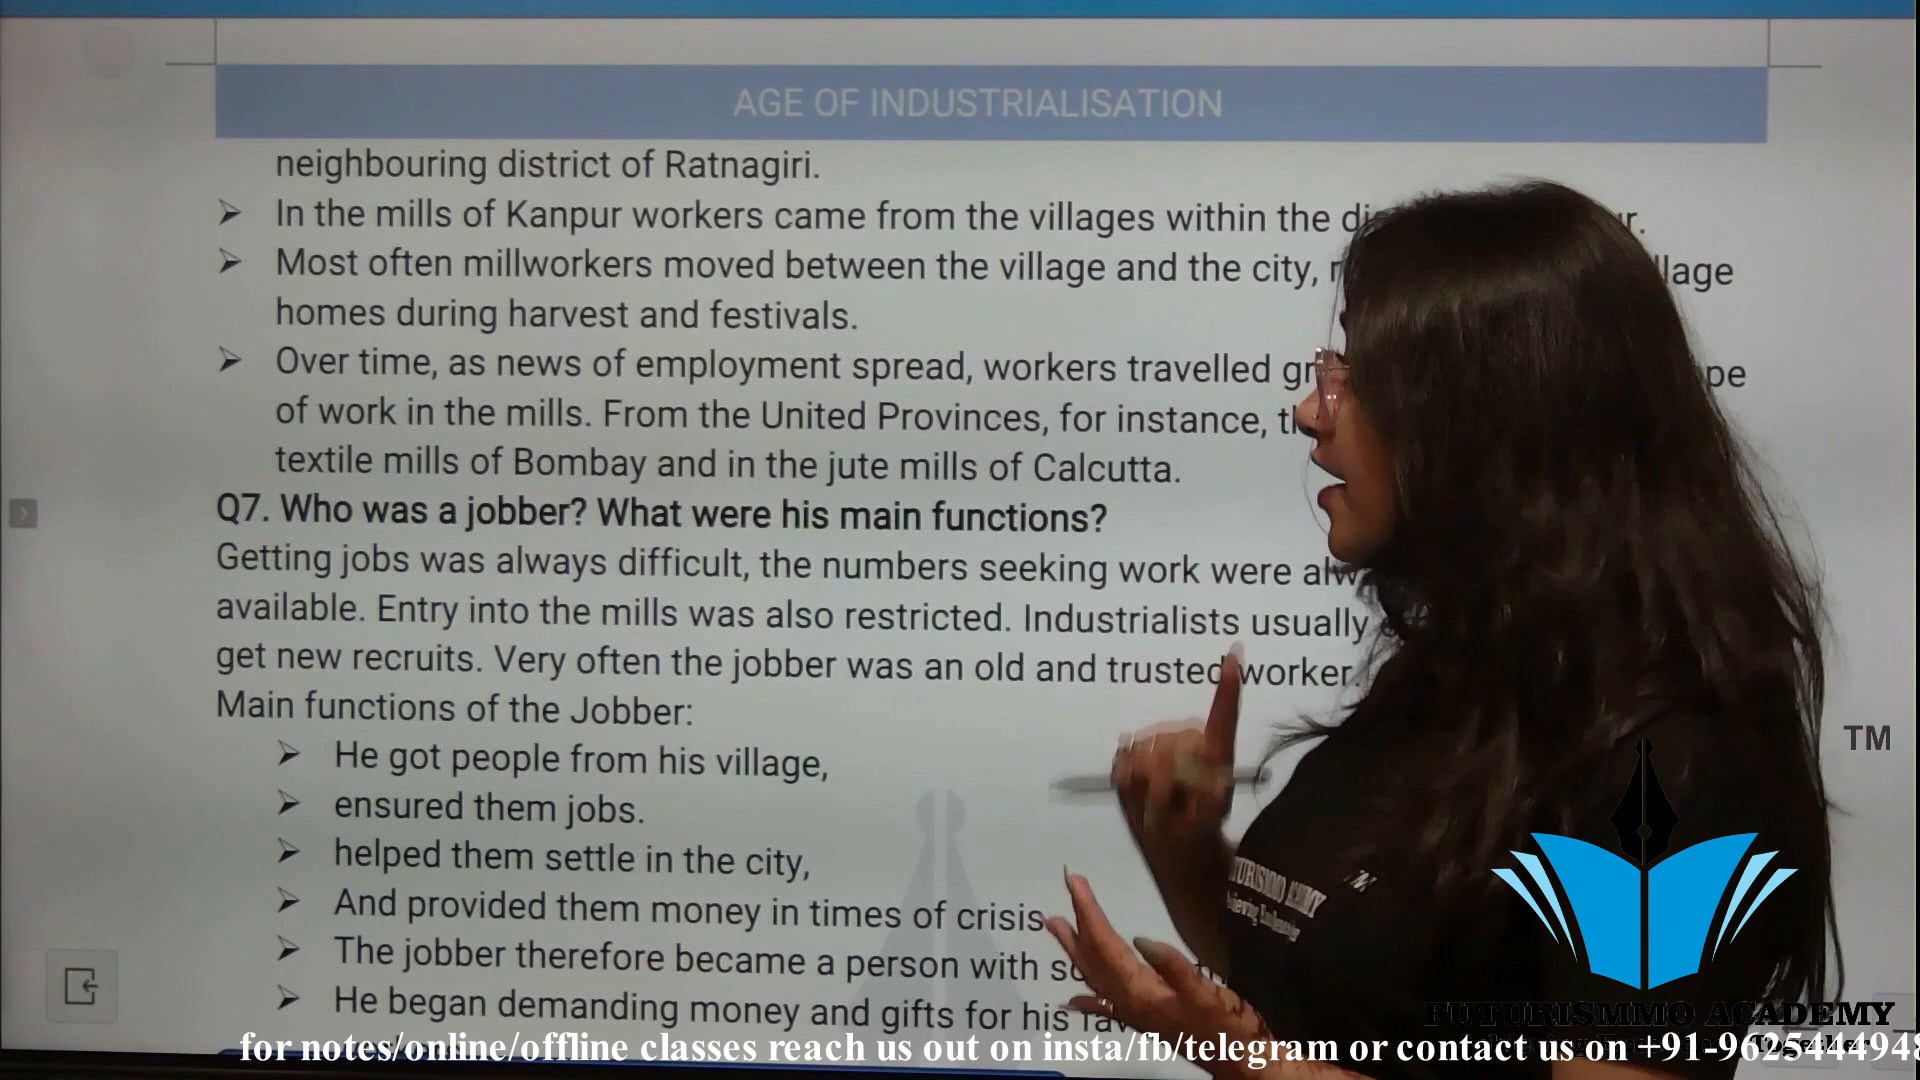 AGE OF INDUSTRIALISATION
neighbouring district of Ratnagiri.
➢ In the mills of Kanpur workers came from the villages within the
➢ Most often millworkers moved between the village and the city,
homes during harvest and festivals.
➢ Over time, as news of employment spread, workers travelled
of work in the mills. From the United Provinces, for instance,
textile mills of Bombay and in the jute mills of Calcutta.
Q7. Who was a jobber? What were his main functions?
Getting jobs was always difficult, the numbers seeking work were
available. Entry into the mills was also restricted. Industrialists usually
get new recruits. Very often the jobber was an old and trusted worker.
Main functions of the Jobber:
➢ He got people from his village,
➢ ensured them jobs.
➢ helped them settle in the city,
➢ And provided them money in times of crisis
➢ The jobber therefore became a person with
➢ He began demanding money and gifts for his
TM
FUTURISMMO ACADEMY
for notes/online/offline classes reach us out on insta/fb/telegram or contact us on +91-962544494